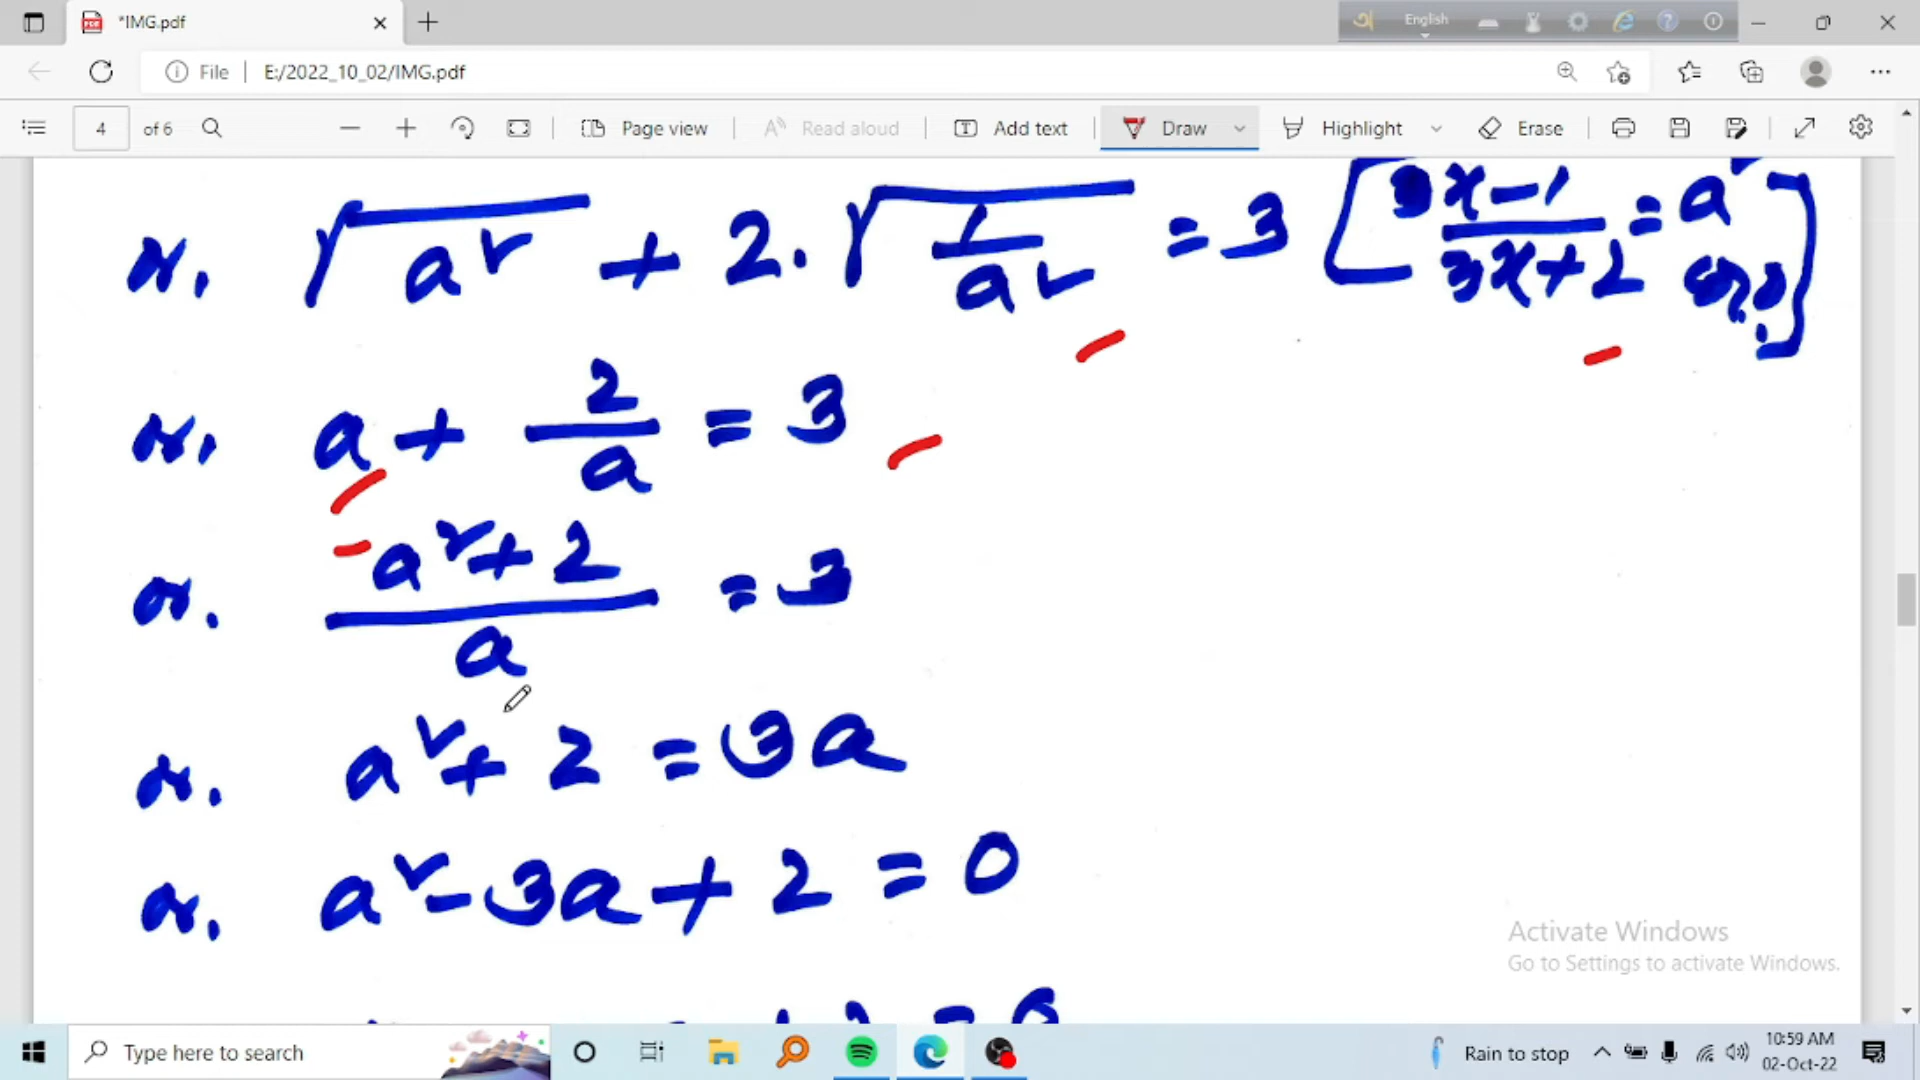 *IMG.pdf
English
File
E:/2022_10_02/IMG.pdf
4 of 6
Page view
Read aloud
Add text
Draw
Highlight
Erase
√a² + 2.√1/a² = 3 [3x-1/3x+2 = a²
a + 2/a = 3
a²+2/a = 3
a²+2 = 3a
a²-3a+2 = 0
Activate Windows
Go to Settings to activate Windows.
Type here to search
Rain to stop
10:59 AM
02-Oct-22